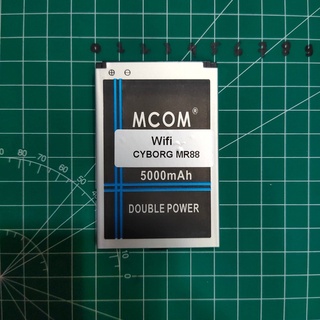 MCOM®
Wifi
CYBORG MR88
5000mAh
DOUBLE POWER